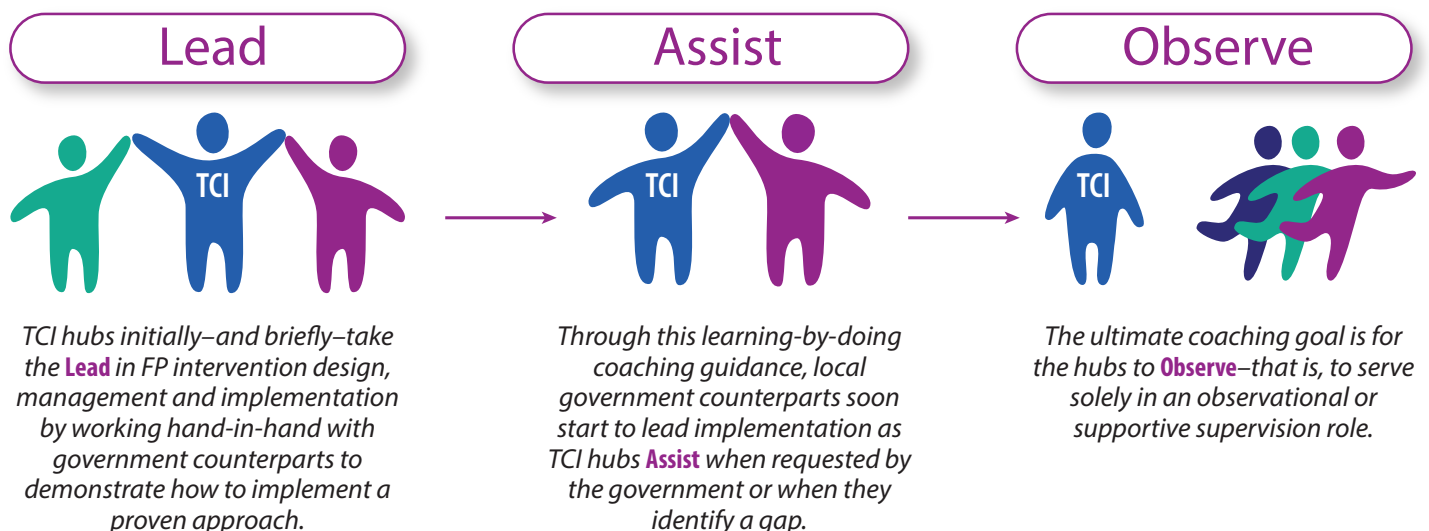 Lead
TCI
TCI hubs initially–and briefly–take
the Lead in FP intervention design,
management and implementation
by working hand-in-hand with
government counterparts to
demonstrate how to implement a
proven approach.
Assist
TCI
Through this learning-by-doing
coaching guidance, local
government counterparts soon
start to lead implementation as
TCI hubs Assist when requested by
the government or when they
identify a gap.
Observe
TCI
The ultimate coaching goal is for
the hubs to Observe–that is, to serve
solely in an observational or
supportive supervision role.